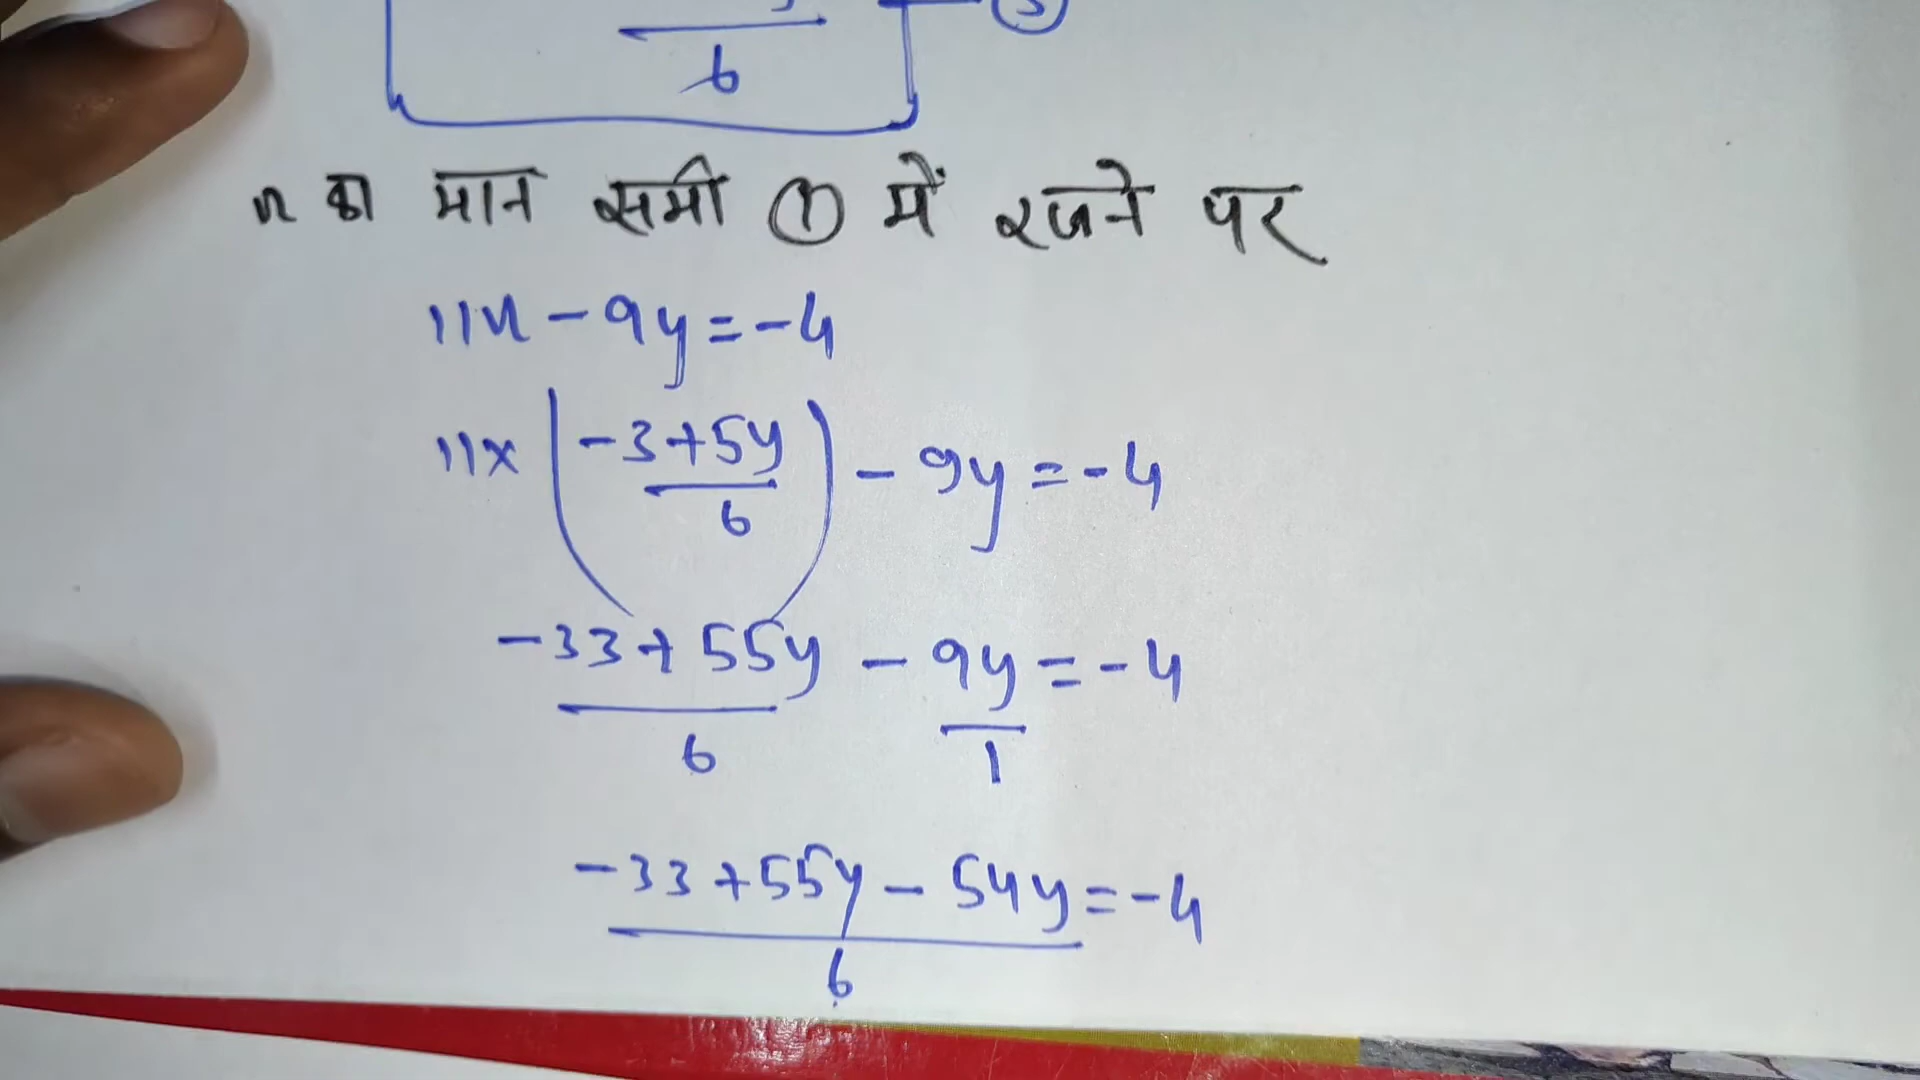 6
x का मान समी ① में रखने पर
11x - 9y = -4
11x (-3+5y/6) - 9y = -4
-33+55y/6 - 9y/1 = -4
-33+55y-54y/6 = -4